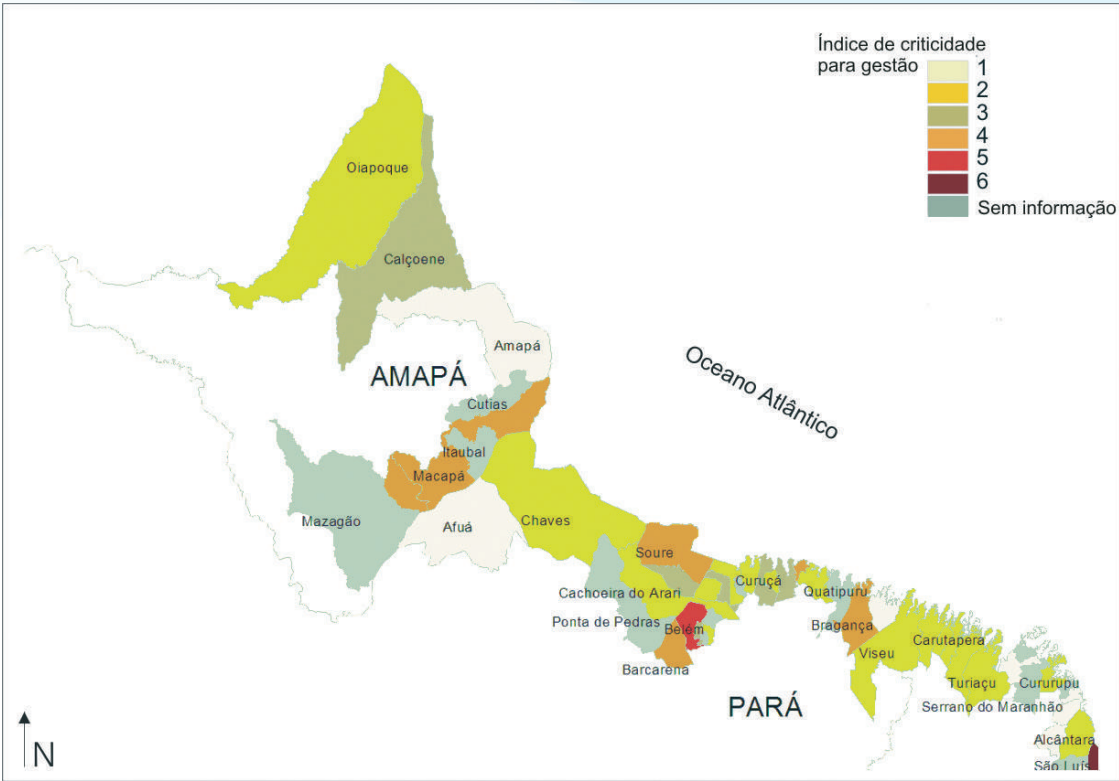 Índice de criticidade
para gestão
1
2
3
4
5
6
Sem informação
Oiapoque
Calçoene
Amapá
AMAPÁ
Oceano Atlântico
Cutias
Itaubal
Macapá
Mazagão
Afuá
Chaves
Soure
Curuçá
Cachoeira do Arari
Quatipuru
Ponta de Pedras
Belém
Bragança
Barcarena
Viseu
Carutapera
PARÁ
Turiaçu
Cururupu
Serrano do Maranhão
Alcântara
São Luís
N